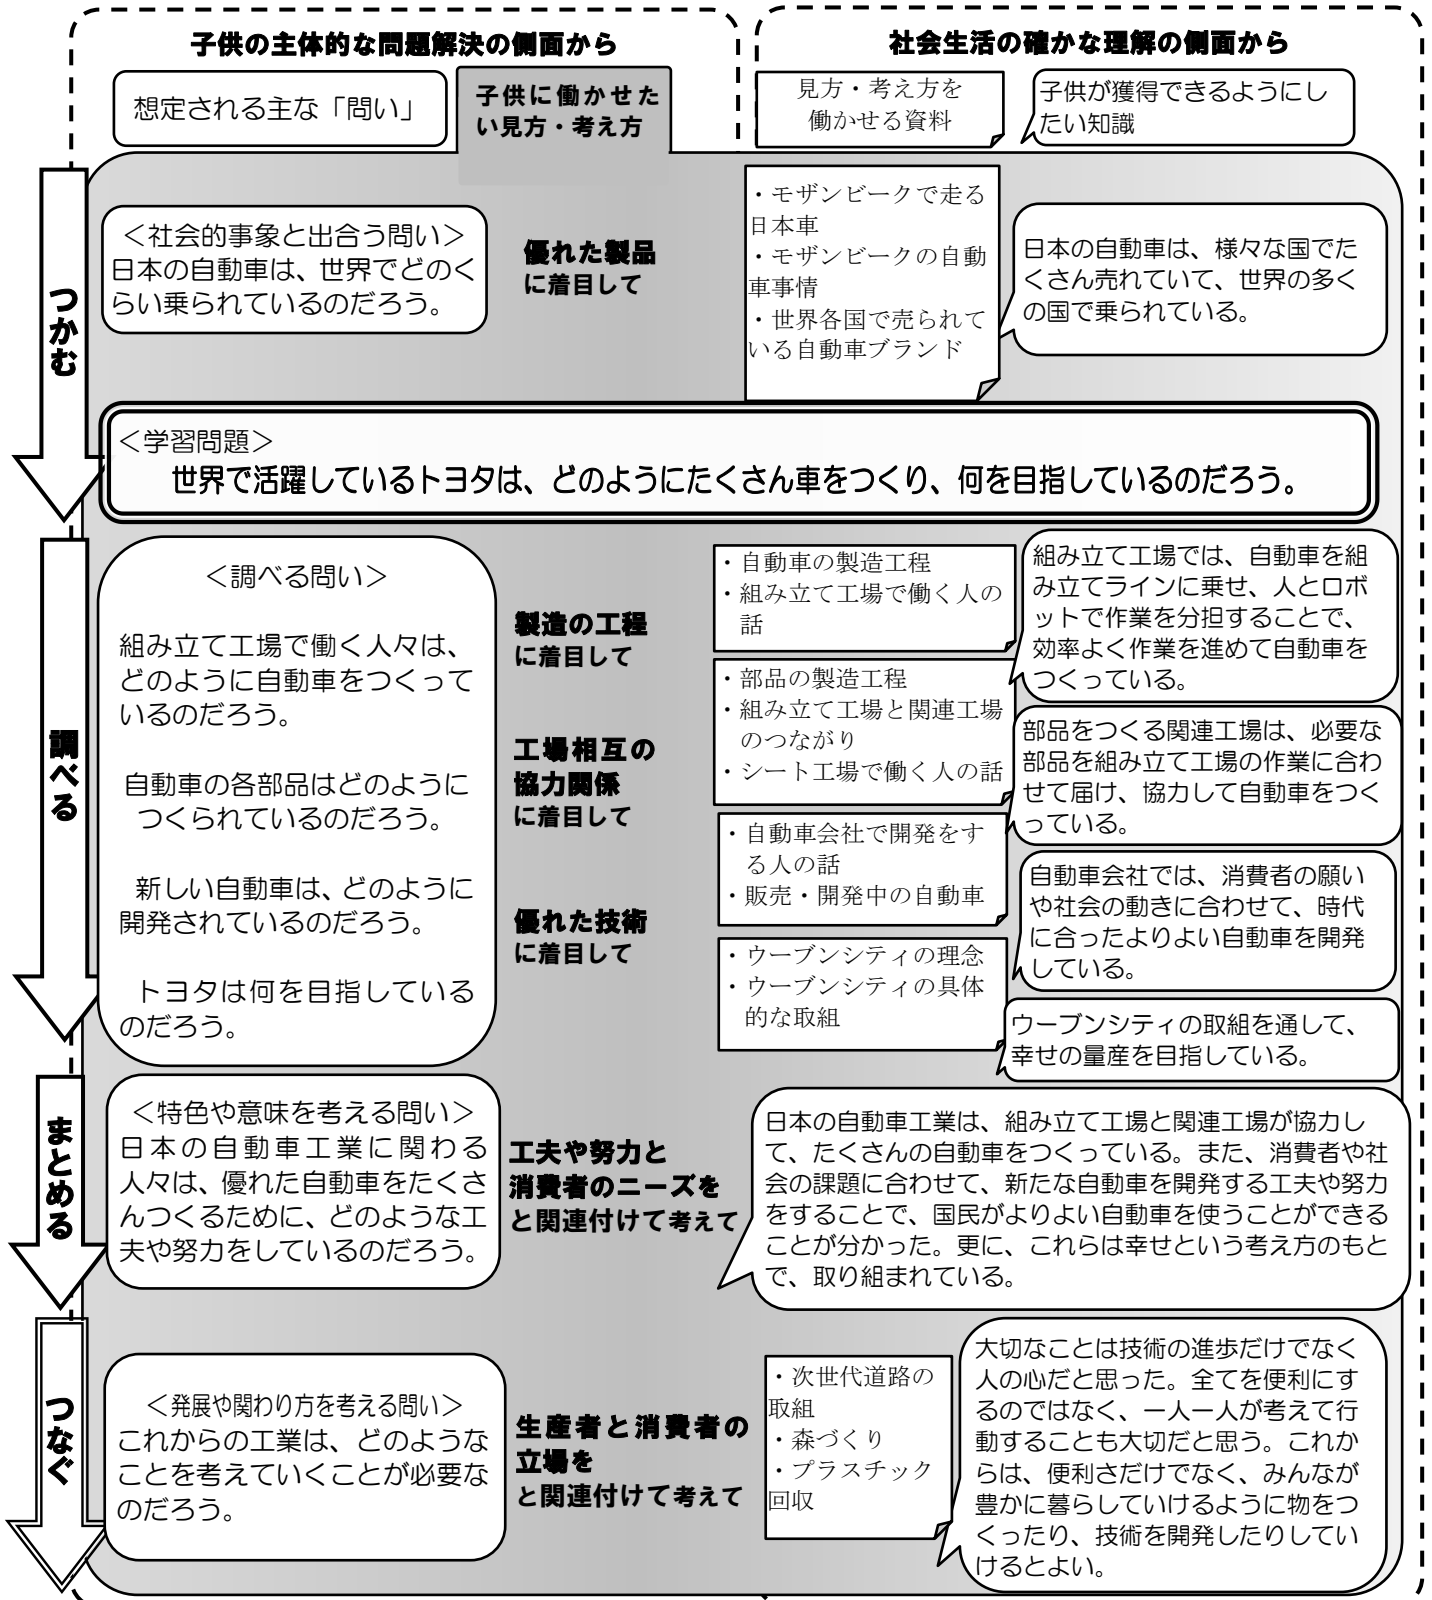 子供の主体的な問題解決の側面から
社会生活の確かな理解の側面から
想定される主な「問い」
子供に働かせた
い見方・考え方
見方・考え方を
働かせる資料
子供が獲得できるようにし
たい知識
つかむ
＜社会的事象と出合う問い＞
日本の自動車は、世界でどのく
らい乗られているのだろう。
優れた製品
に着目して
・モザンビークで走る
日本車
・モザンビークの自動
車事情
・世界各国で売られて
いる自動車ブランド
日本の自動車は、様々な国でた
くさん売れていて、世界の多く
の国で乗られている。
＜学習問題＞
世界で活躍しているトヨタは、どのようにたくさん車をつくり、何を目指しているのだろう。
調べる
＜調べる問い＞
組み立て工場で働く人々は、
どのように自動車をつくって
いるのだろう。
自動車の各部品はどのように
つくられているのだろう。
新しい自動車は、どのように
開発されているのだろう。
トヨタは何を目指している
のだろう。
製造の工程
に着目して
工場相互の
協力関係
に着目して
優れた技術
に着目して
・自動車の製造工程
・組み立て工場で働く人の
話
・部品の製造工程
・組み立て工場と関連工場
のつながり
・シート工場で働く人の話
・自動車会社で開発をす
る人の話
・販売・開発中の自動車
・ウーブンシティの理念
・ウーブンシティの具体
的な取組
組み立て工場では、自動車を組
み立てラインに乗せ、人とロボ
ットで作業を分担することで、
効率よく作業を進めて自動車を
つくっている。
部品をつくる関連工場は、必要な
部品を組み立て工場の作業に合わ
せて届け、協力して自動車をつく
っている。
自動車会社では、消費者の願い
や社会の動きに合わせて、時代
に合ったよりよい自動車を開発
している。
ウーブンシティの取組を通して、
幸せの量産を目指している。
まとめる
＜特色や意味を考える問い＞
日本の自動車工業に関わる
人々は、優れた自動車をたくさ
んつくるために、どのような工
夫や努力をしているのだろう。
工夫や努力と
消費者のニーズを
と関連付けて考えて
日本の自動車工業は、組み立て工場と関連工場が協力し
て、たくさんの自動車をつくっている。また、消費者や社
会の課題に合わせて、新たな自動車を開発する工夫や努力
をすることで、国民がよりよい自動車を使うことができる
ことが分かった。更に、これらは幸せという考え方のもと
で、取り組まれている。
つなぐ
＜発展や関わり方を考える問い＞
これからの工業は、どのような
ことを考えていくことが必要な
のだろう。
生産者と消費者の
立場を
と関連付けて考えて
・次世代道路の
取組
・森づくり
・プラスチック
回収
大切なことは技術の進歩だけでなく
人の心だと思った。全てを便利にす
るのではなく、一人一人が考えて行
動することも大切だと思う。これか
らは、便利さだけでなく、みんなが
豊かに暮らしていけるように物をつ
くったり、技術を開発したりしてい
けるとよい。